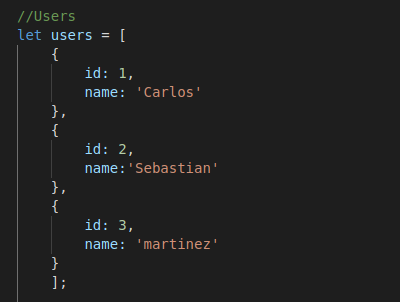 //Users
let users = [
    {
        id: 1,
        name: 'Carlos'
    },
    {
        id: 2,
        name:'Sebastian'
    },
    {
        id: 3,
        name: 'martinez'
    }
    ];